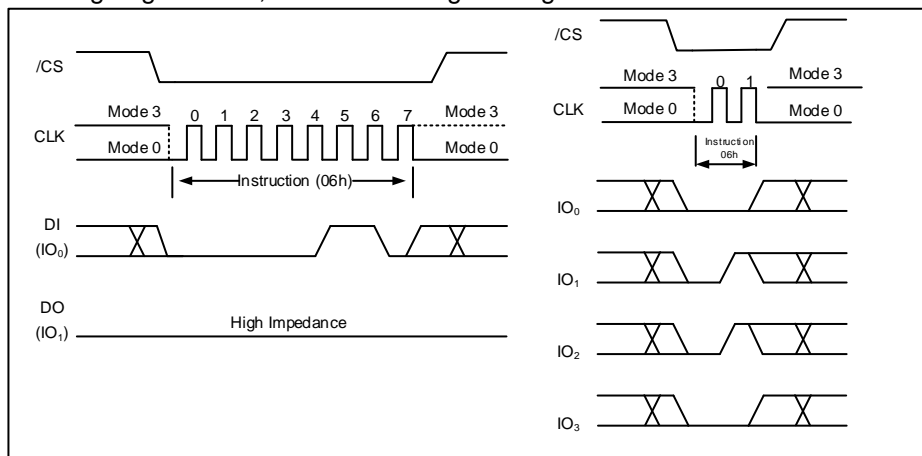 /CS
Mode 3 0 1 2 3 4 5 6 7 Mode 3
CLK
Mode 0 Mode 0
Instruction (06h)
DI
(IO₀)
DO
(IO₁)
High Impedance
/CS
Mode 3 0 1 Mode 3
CLK
Mode 0 Mode 0
Instruction
06h
IO₀
IO₁
IO₂
IO₃